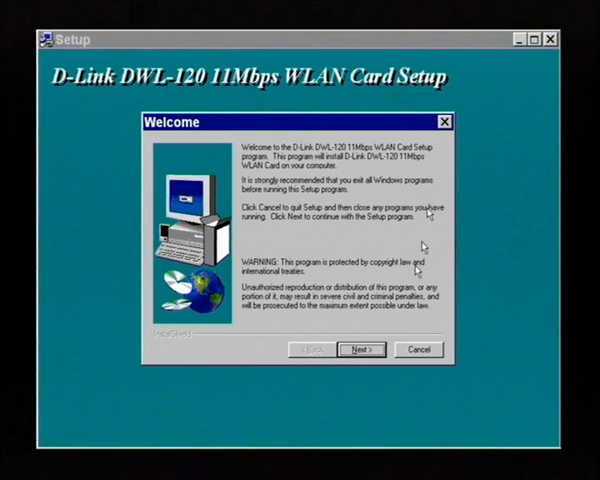 Setup
D-Link DWL-120 11Mbps WLAN Card Setup
Welcome
Welcome to the D-Link DWL-120 11Mbps WLAN Card Setup
program. This program will install D-Link DWL-120 11Mbps
WLAN Card on your computer.
It is strongly recommended that you exit all Windows programs
before running this Setup program.
Click Cancel to quit Setup and then close any programs you have
running. Click Next to continue with the Setup program.
WARNING: This program is protected by copyright law and
international treaties.
Unauthorized reproduction or distribution of this program, or any
portion of it, may result in severe civil and criminal penalties, and
will be prosecuted to the maximum extent possible under law.
InstallShield
< Back
Next >
Cancel